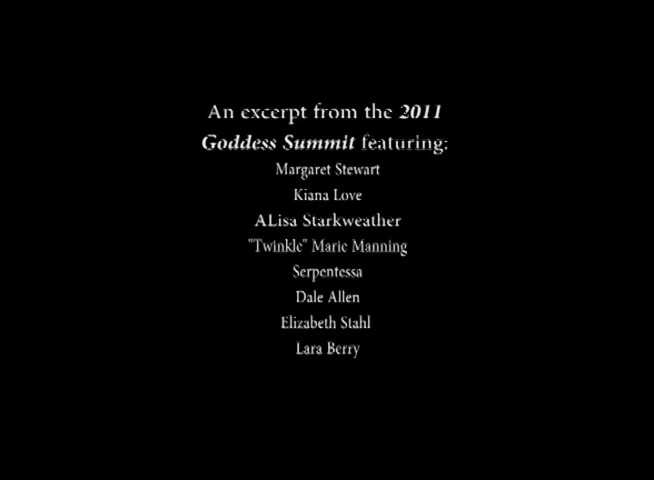 An excerpt from the 2011
Goddess Summit featuring:
Margaret Stewart
Kiana Love
ALisa Starkweather
"Twinkle" Marie Manning
Serpentessa
Dale Allen
Elizabeth Stahl
Lara Berry